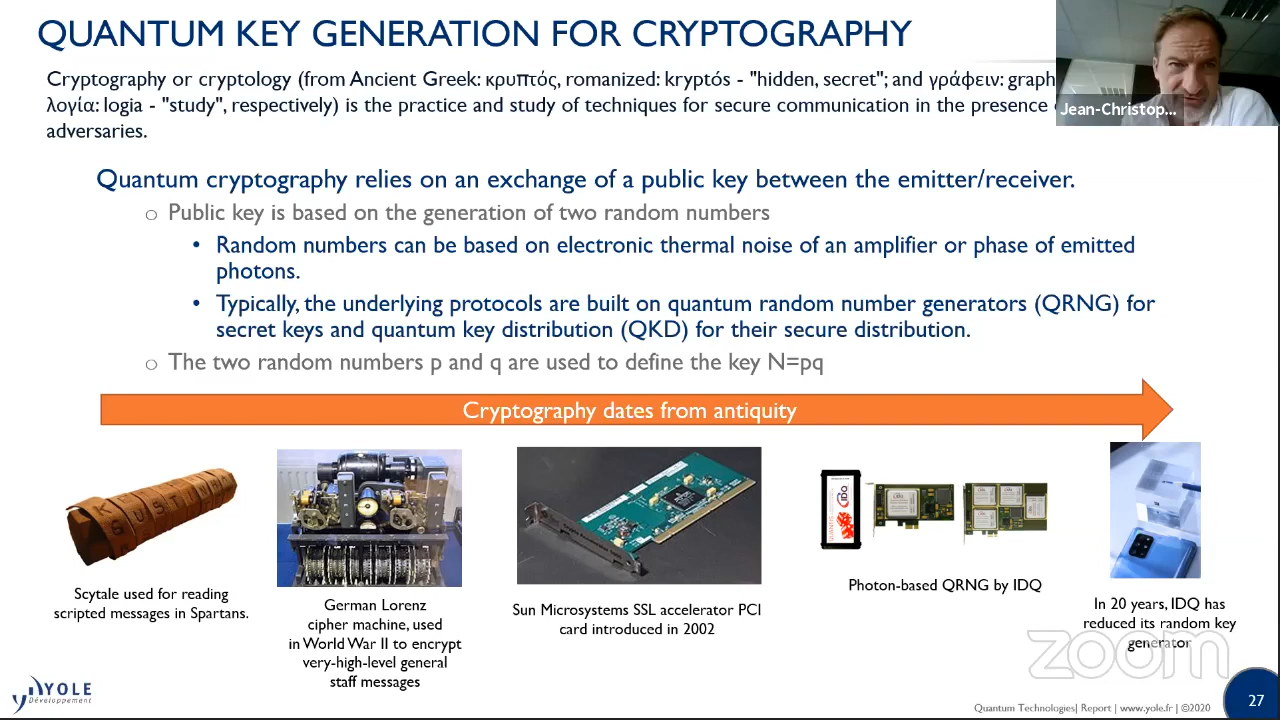 QUANTUM KEY GENERATION FOR CRYPTOGRAPHY
Cryptography or cryptology (from Ancient Greek: κρυπτός, romanized: kryptós - "hidden, secret"; and γράφειν: graph
λογία: logia - "study", respectively) is the practice and study of techniques for secure communication in the presence
adversaries.
Jean-Christop...
Quantum cryptography relies on an exchange of a public key between the emitter/receiver.
Public key is based on the generation of two random numbers
Random numbers can be based on electronic thermal noise of an amplifier or phase of emitted
photons.
Typically, the underlying protocols are built on quantum random number generators (QRNG) for
secret keys and quantum key distribution (QKD) for their secure distribution.
The two random numbers p and q are used to define the key N=pq
Cryptography dates from antiquity
Scytale used for reading
scripted messages in Spartans.
German Lorenz
cipher machine, used
in World War II to encrypt
very-high-level general
staff messages
Sun Microsystems SSL accelerator PCI
card introduced in 2002
IDQ
Photon-based QRNG by IDQ
In 20 years, IDQ has
reduced its random key
generator
zoom
YOLE
Développement
Quantum Technologies| Report | www.yole.fr | ©2020
27